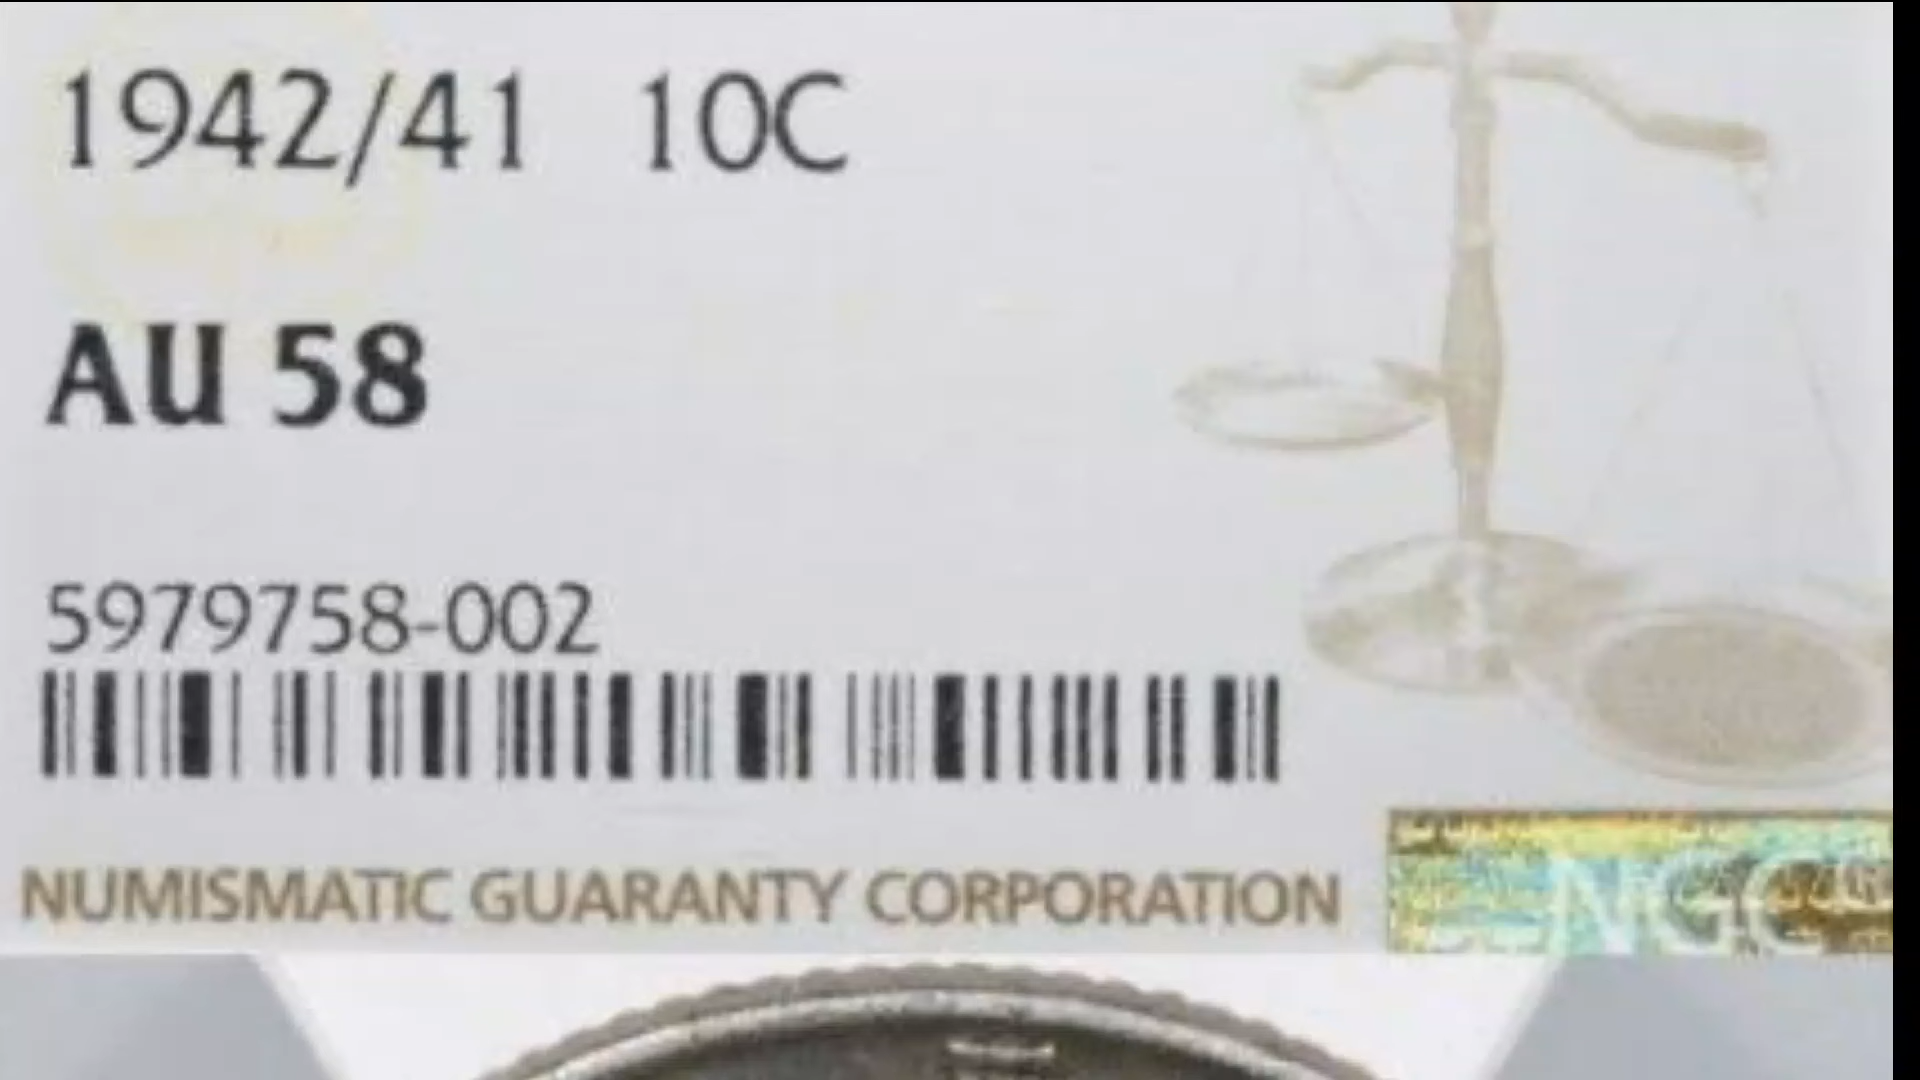 1942/41 10C
AU 58
5979758-002
NUMISMATIC GUARANTY CORPORATION
NGC